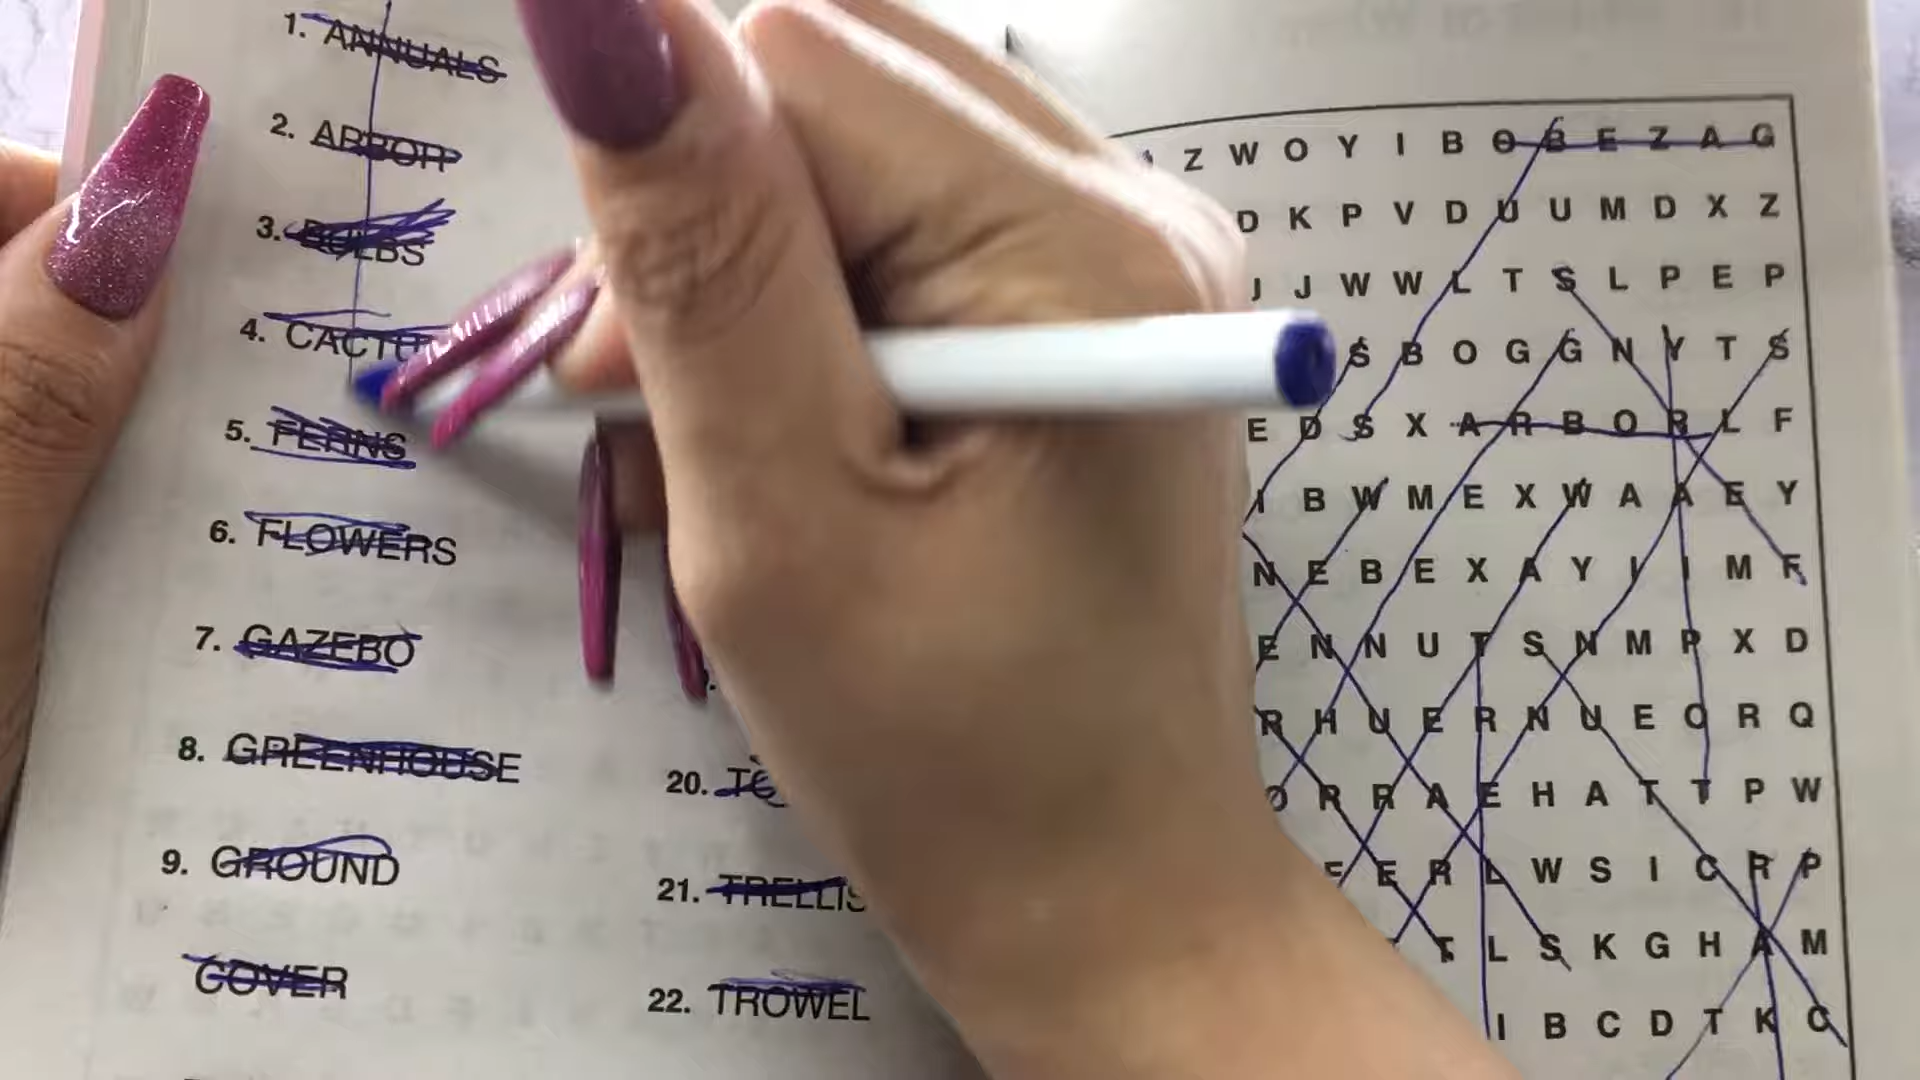 1. ANNUALS
2. ARBOR
3. BULBS
4. CACTU
5. FERNS
6. FLOWERS
7. GAZEBO
8. GREENHOUSE
9. GROUND
COVER
20. TO
21. TRELLIS
22. TROWEL
Z W O Y I B O B E Z A G
D K P V D U U M D X Z
J J W W L T S L P E P
S B O G G N Y T S
E D S X A R B O R L F
I B W M E X W A A E Y
N E B E X A Y I I M F
E N N U T S N M P X D
R H U E R N U E O R Q
O R R A E H A T T P W
E R L W S I C R P
T L S K G H A M
I B C D T K C